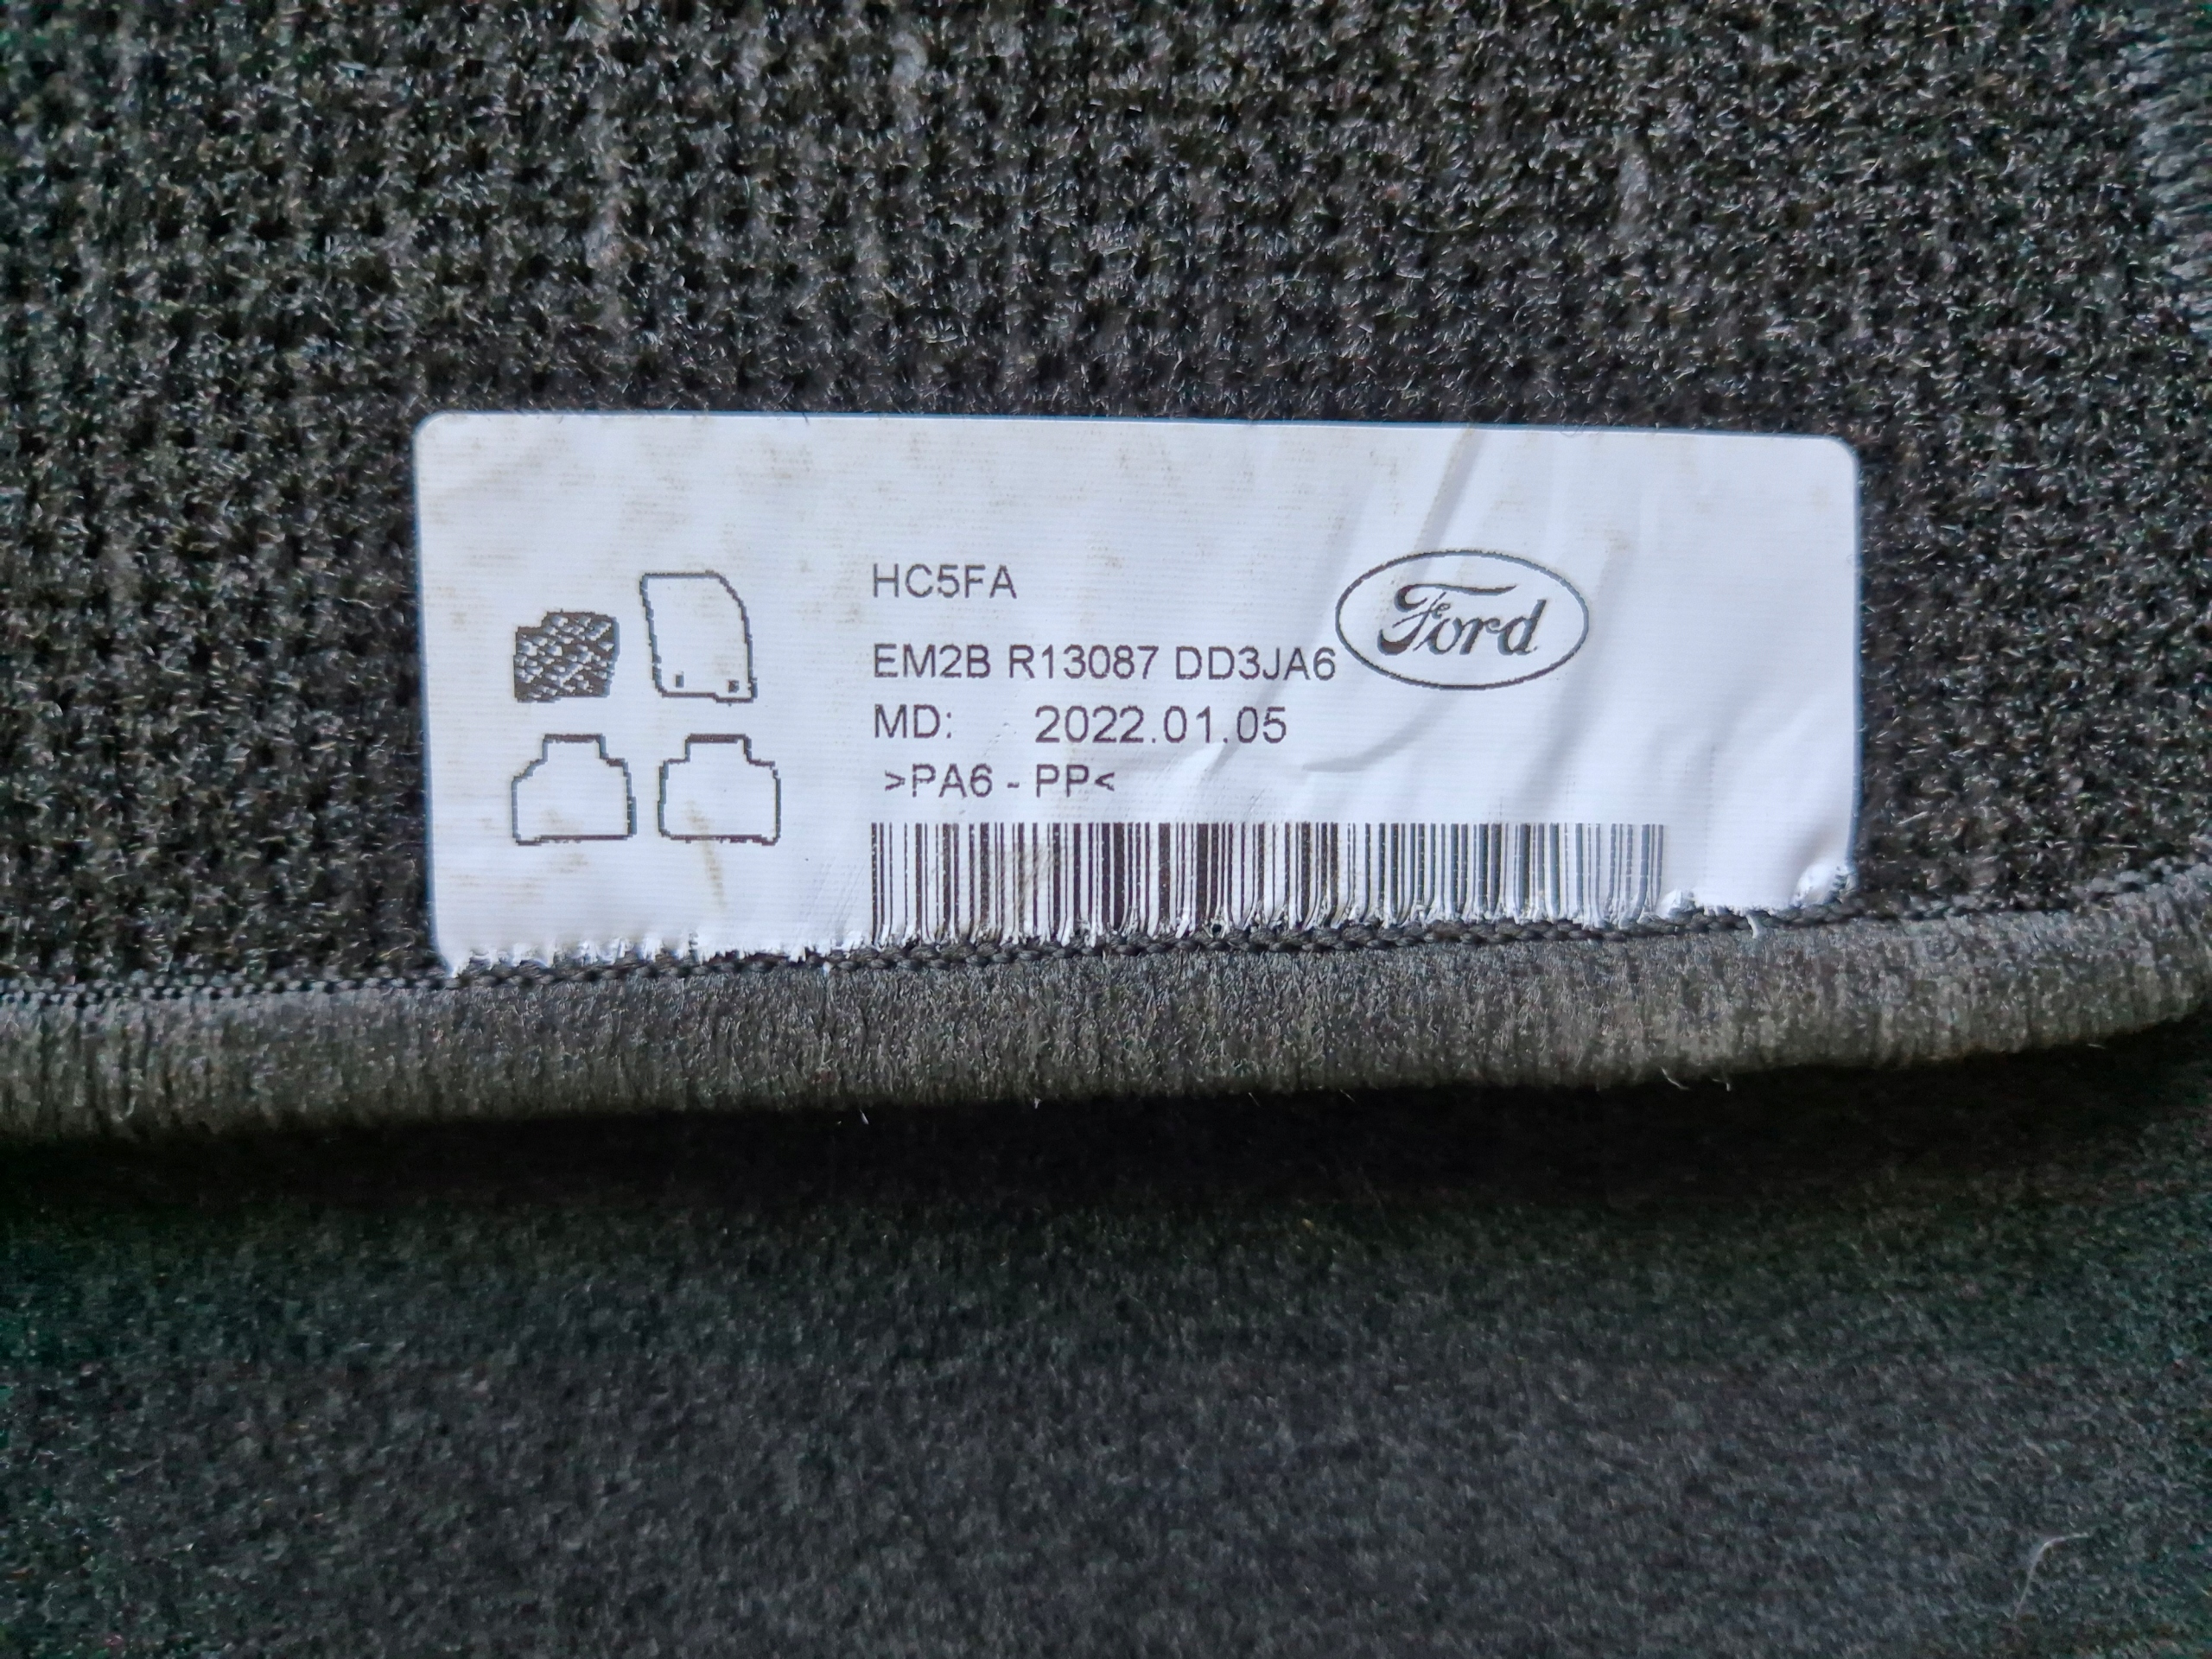 HC5FA
Ford
EM2B R13087 DD3JA6
MD: 2022.01.05
>PA6 - PP<